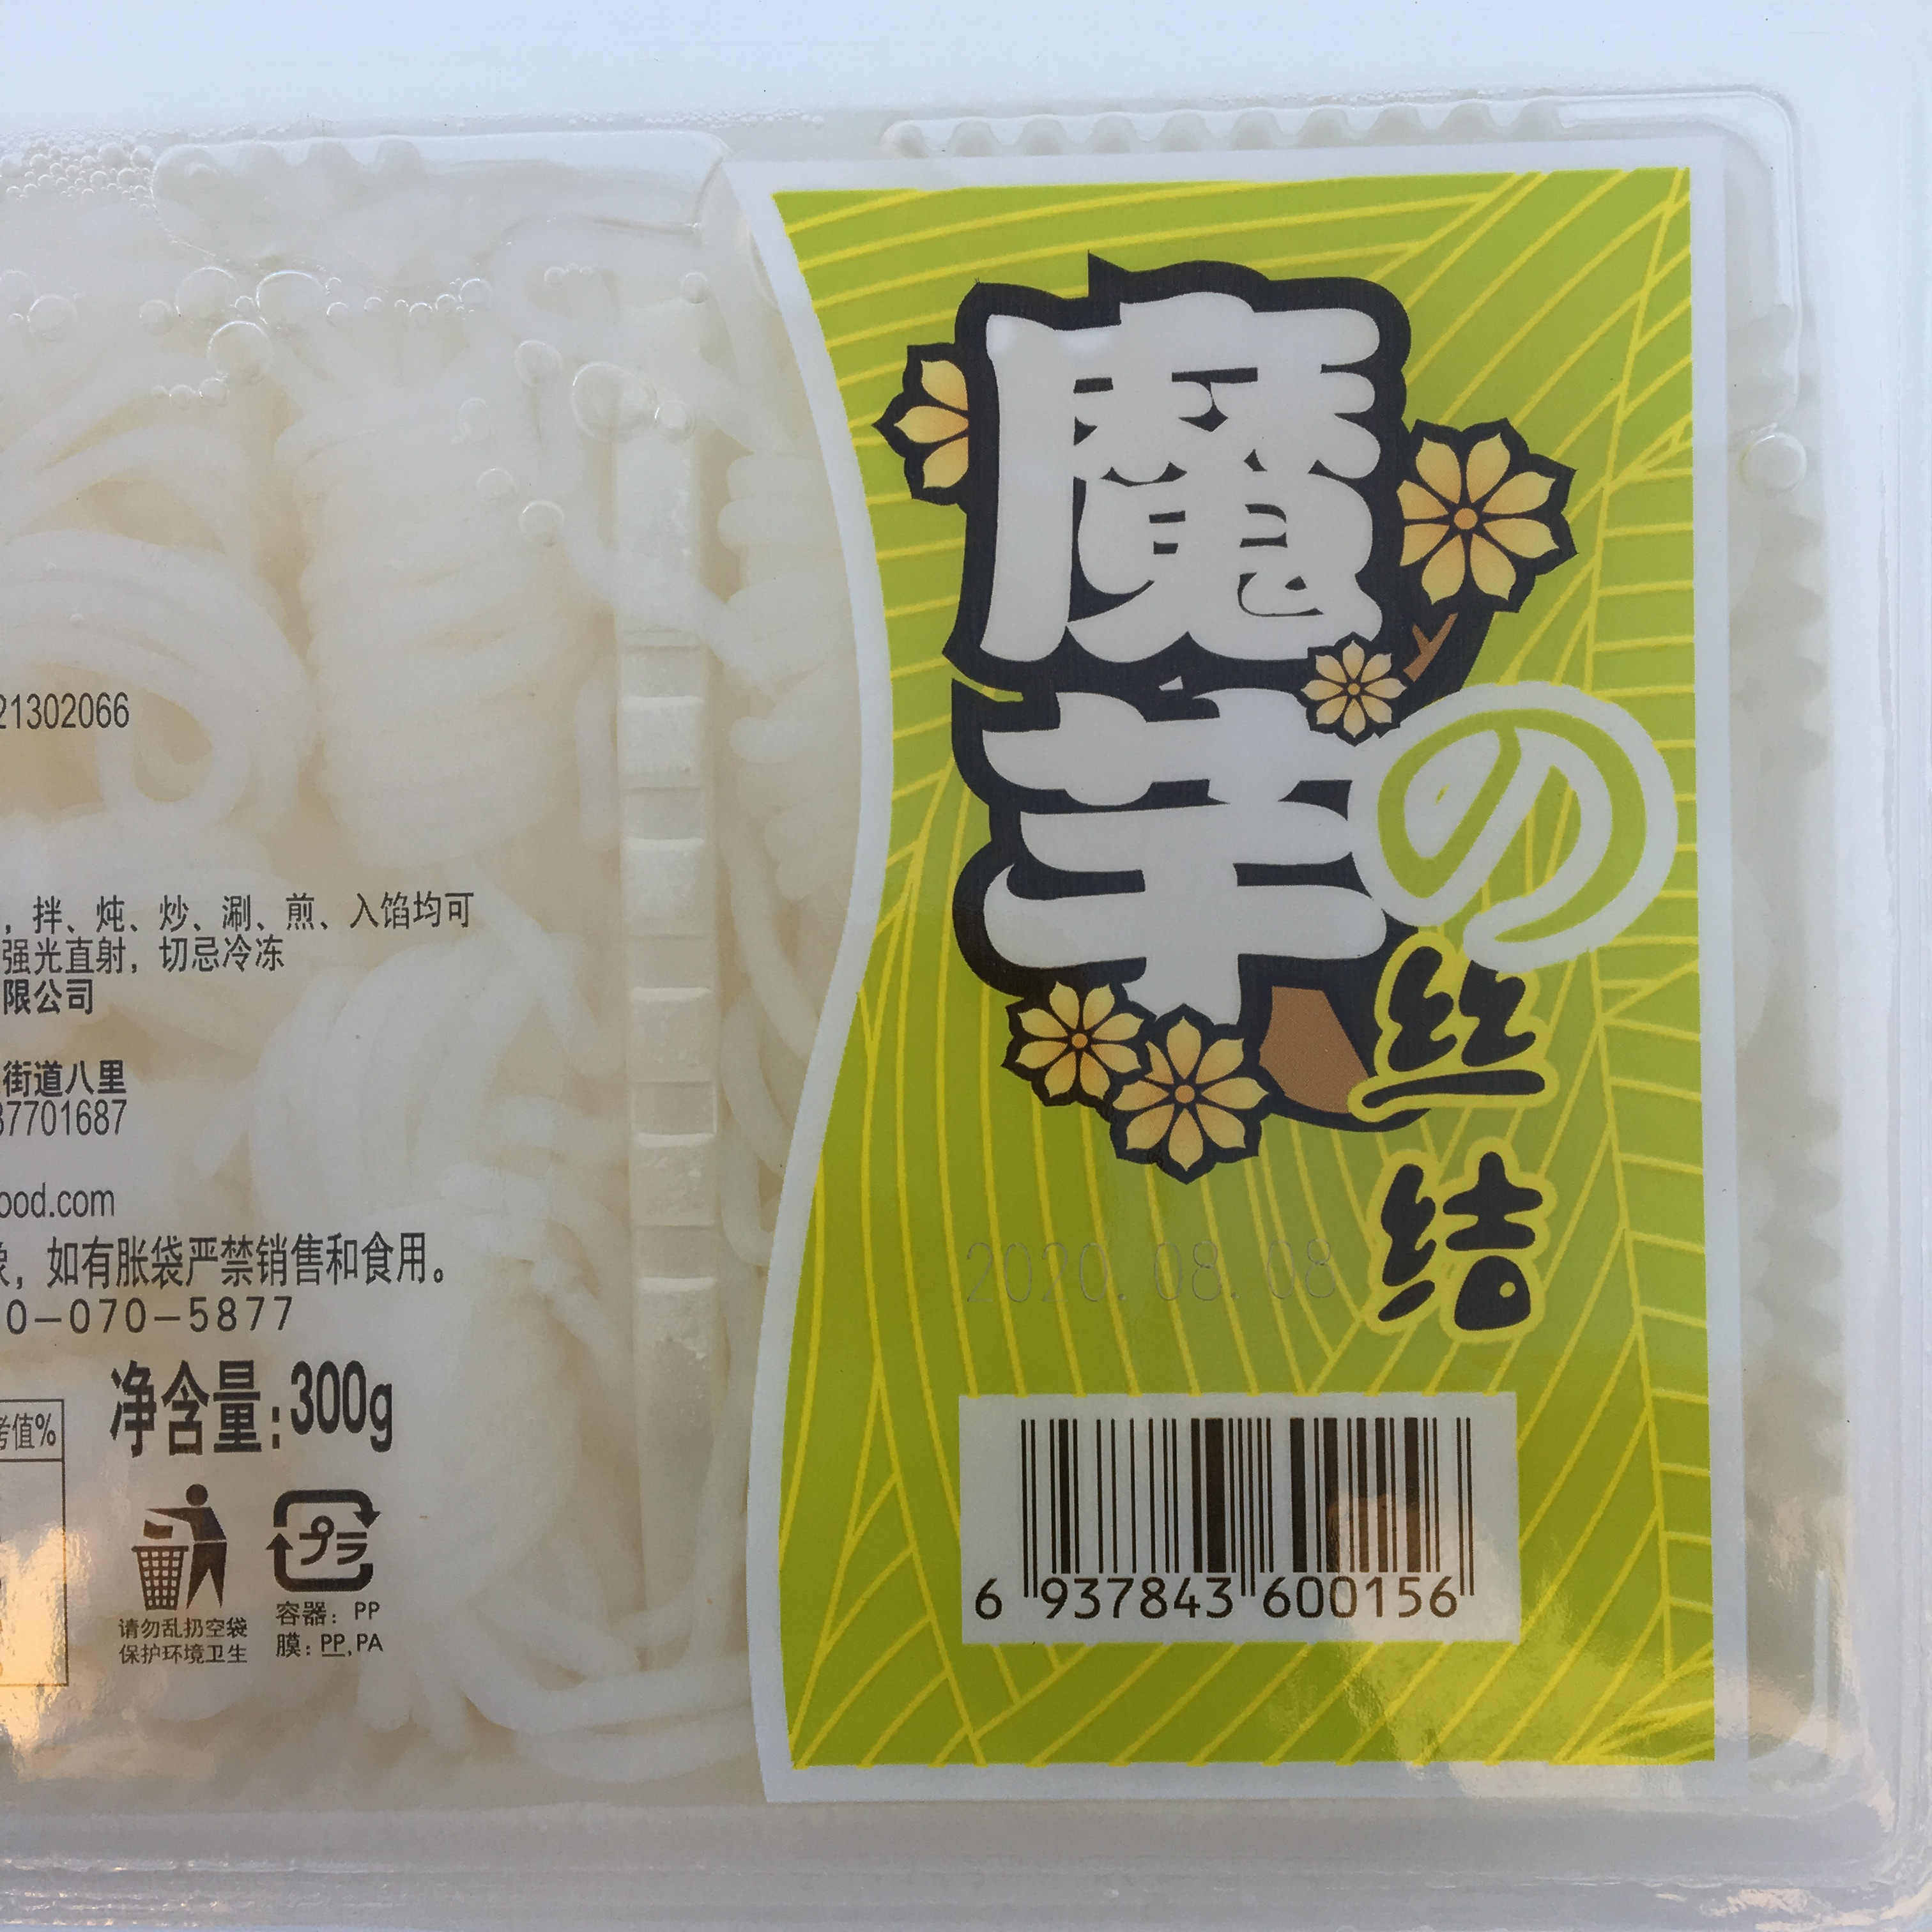 21302066
，拌、炖、炒、涮、煎、入馅均可
强光直射，切忌冷冻
限公司
街道八里
37701687
ood.com
象，如有胀袋严禁销售和食用。
0-070-5877
净含量:300g
考值%
请勿乱扔空袋
保护环境卫生
プラ
容器：PP
膜：PP,PA
魔
芋の
丝
结
2020.08.08
6 937843 600156